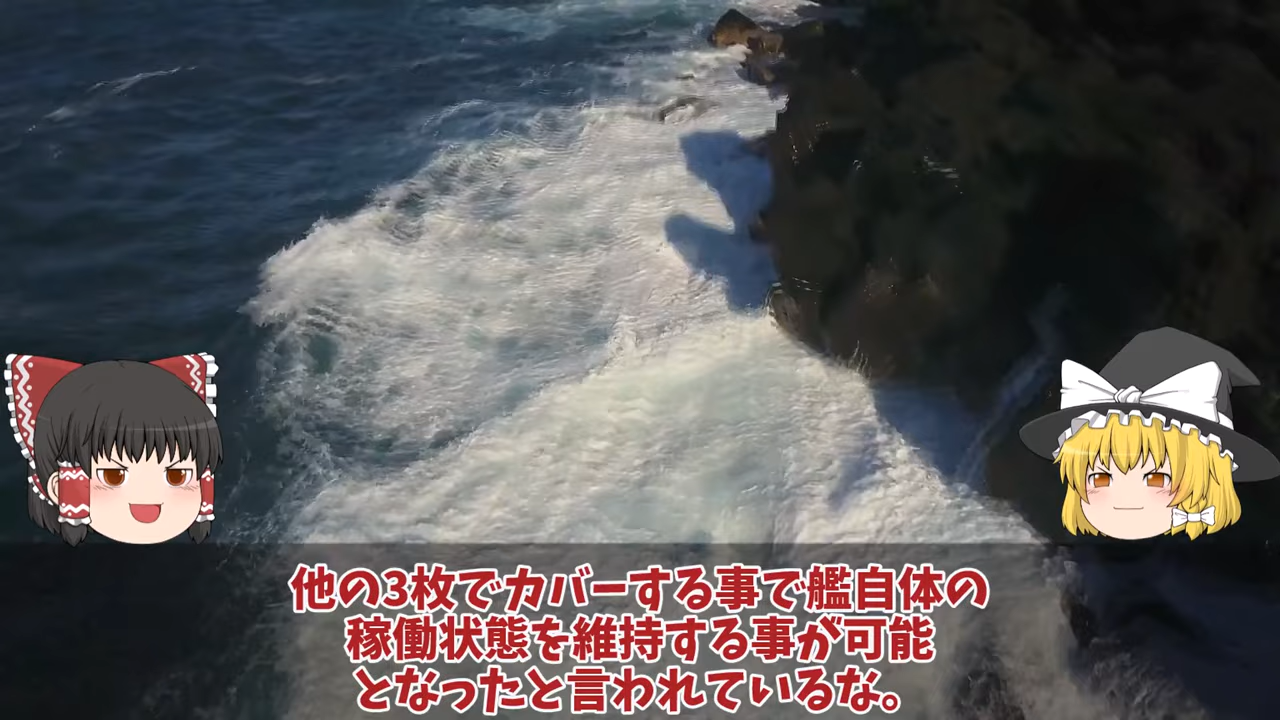 他の3枚でカバーする事で艦自体の
稼働状態を維持する事が可能
となったと言われているな。